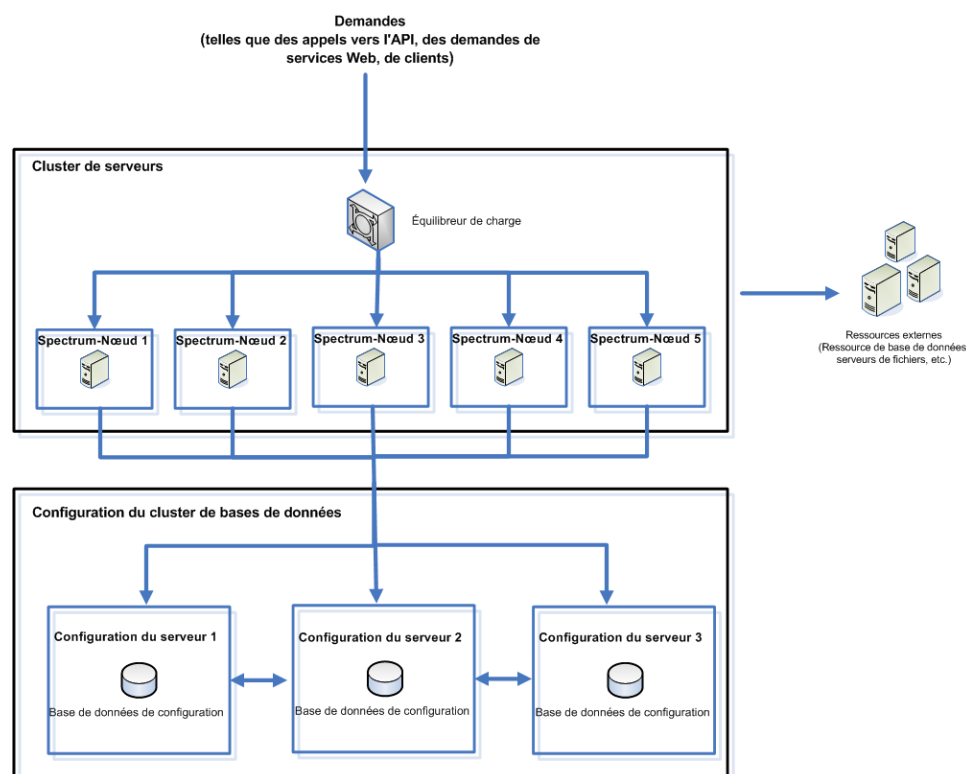 Demandes
(telles que des appels vers l'API, des demandes de
services Web, de clients)
Cluster de serveurs
Équilibreur de charge
Spectrum-Nœud 1
Spectrum-Nœud 2
Spectrum-Nœud 3
Spectrum-Nœud 4
Spectrum-Nœud 5
Ressources externes
(Ressource de base de données
serveurs de fichiers, etc.)
Configuration du cluster de bases de données
Configuration du serveur 1
Configuration du serveur 2
Configuration du serveur 3
Base de données de configuration
Base de données de configuration
Base de données de configuration